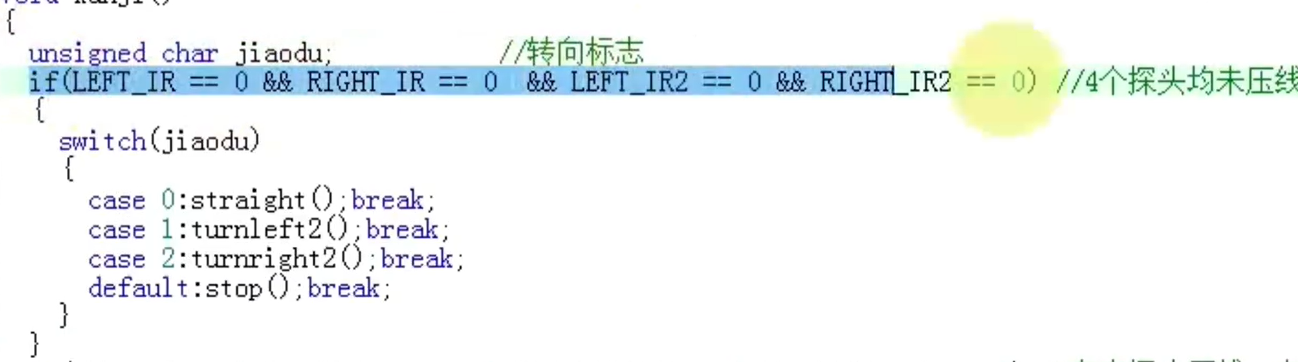 {
unsigned char jiaodu; //转向标志
if(LEFT_IR == 0 && RIGHT_IR == 0 && LEFT_IR2 == 0 && RIGHT_IR2 == 0) //4个探头均未压线
{
switch(jiaodu)
{
case 0:straight();break;
case 1:turnleft2();break;
case 2:turnright2();break;
default:stop();break;
}
}